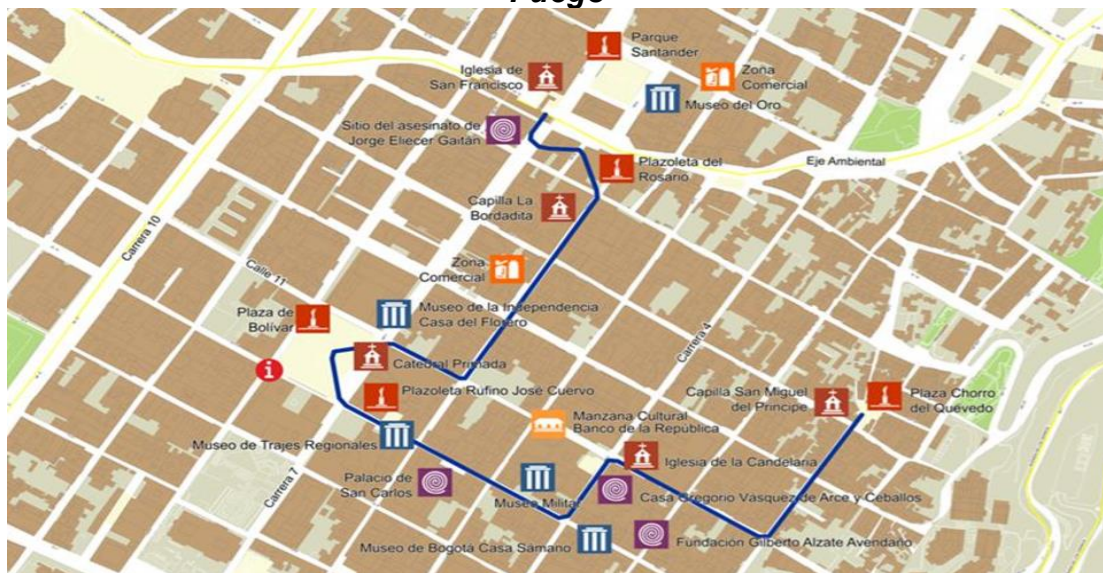 Fuego
Parque
Santander
Iglesia de
San Francisco
Zona
Comercial
Museo del Oro
Sitio del asesinato de
Jorge Eliecer Gaitán
Eje Ambiental
Plazoleta del
Rosario
Capilla La
Bordadita
Carrera 10
Zona
Comercial
Calle 11
Museo de la Independencia
Casa del Florero
Plaza de
Bolívar
Carrera 4
i
Catedral Primada
Plazoleta Rufino José Cuervo
Capilla San Miguel
del Principe
Plaza Chorro
del Quevedo
Manzana Cultural
Banco de la República
Museo de Trajes Regionales
Iglesia de la Candelaria
Palacio de
San Carlos
Carrera 7
Museo Militar
Casa Gregorio Vásquez de Arce y Ceballos
Museo de Bogotá Casa Sámano
Fundación Gilberto Alzate Avendaño